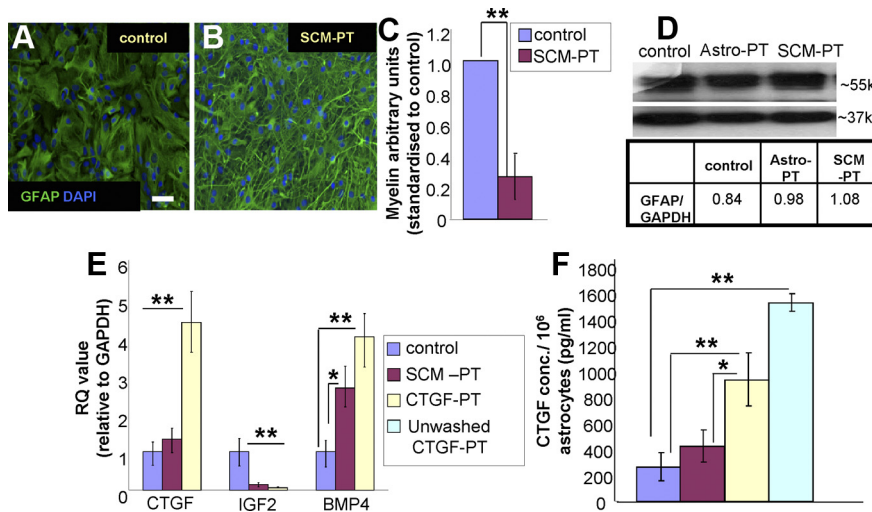 A
control
GFAP DAPI
B
SCM-PT
C
Myelin arbitrary units
(standardised to control)
1.2
1.0
0.8
0.6
0.4
0.2
0
**
control
SCM-PT
D
control Astro-PT SCM-PT
~55k
~37k
control Astro-PT SCM-PT
GFAP/GAPDH 0.84 0.98 1.08
E
RQ value
(relative to GAPDH)
6
5
4
3
2
1
0
**
**
**
*
CTGF IGF2 BMP4
control
SCM –PT
CTGF-PT
Unwashed
CTGF-PT
F
CTGF conc./ 10⁶
astrocytes (pg/ml)
1800
1600
1400
1200
1000
800
600
400
200
0
**
**
*